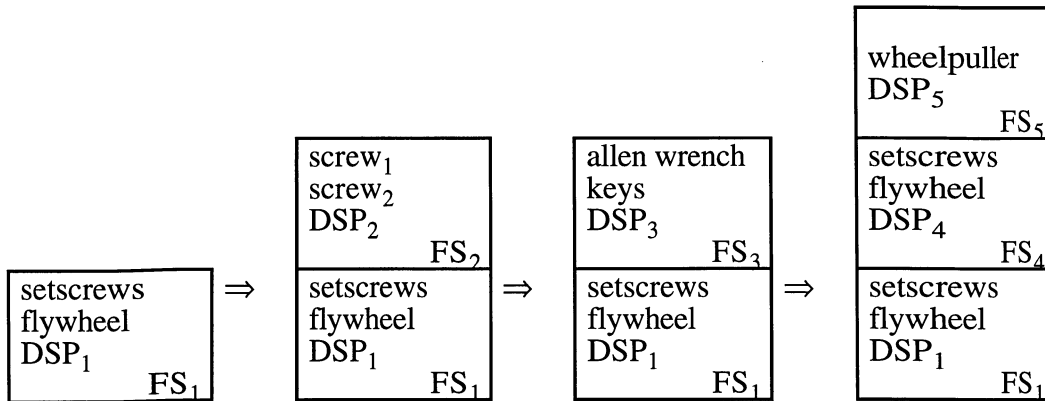 setscrews
flywheel
DSP₁
FS₁
⇒
screw₁
screw₂
DSP₂
FS₂
setscrews
flywheel
DSP₁
FS₁
⇒
allen wrench
keys
DSP₃
FS₃
setscrews
flywheel
DSP₁
FS₁
⇒
wheelpuller
DSP₅
FS₅
setscrews
flywheel
DSP₄
FS₄
setscrews
flywheel
DSP₁
FS₁